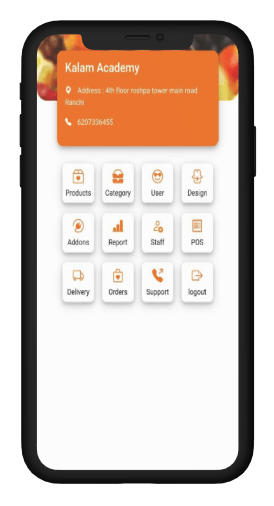 Kalam Academy
Address : 4th floor roshpa tower main road
Ranchi
6207336455
Products Category User Design
Addons Report Staff POS
Delivery Orders Support logout